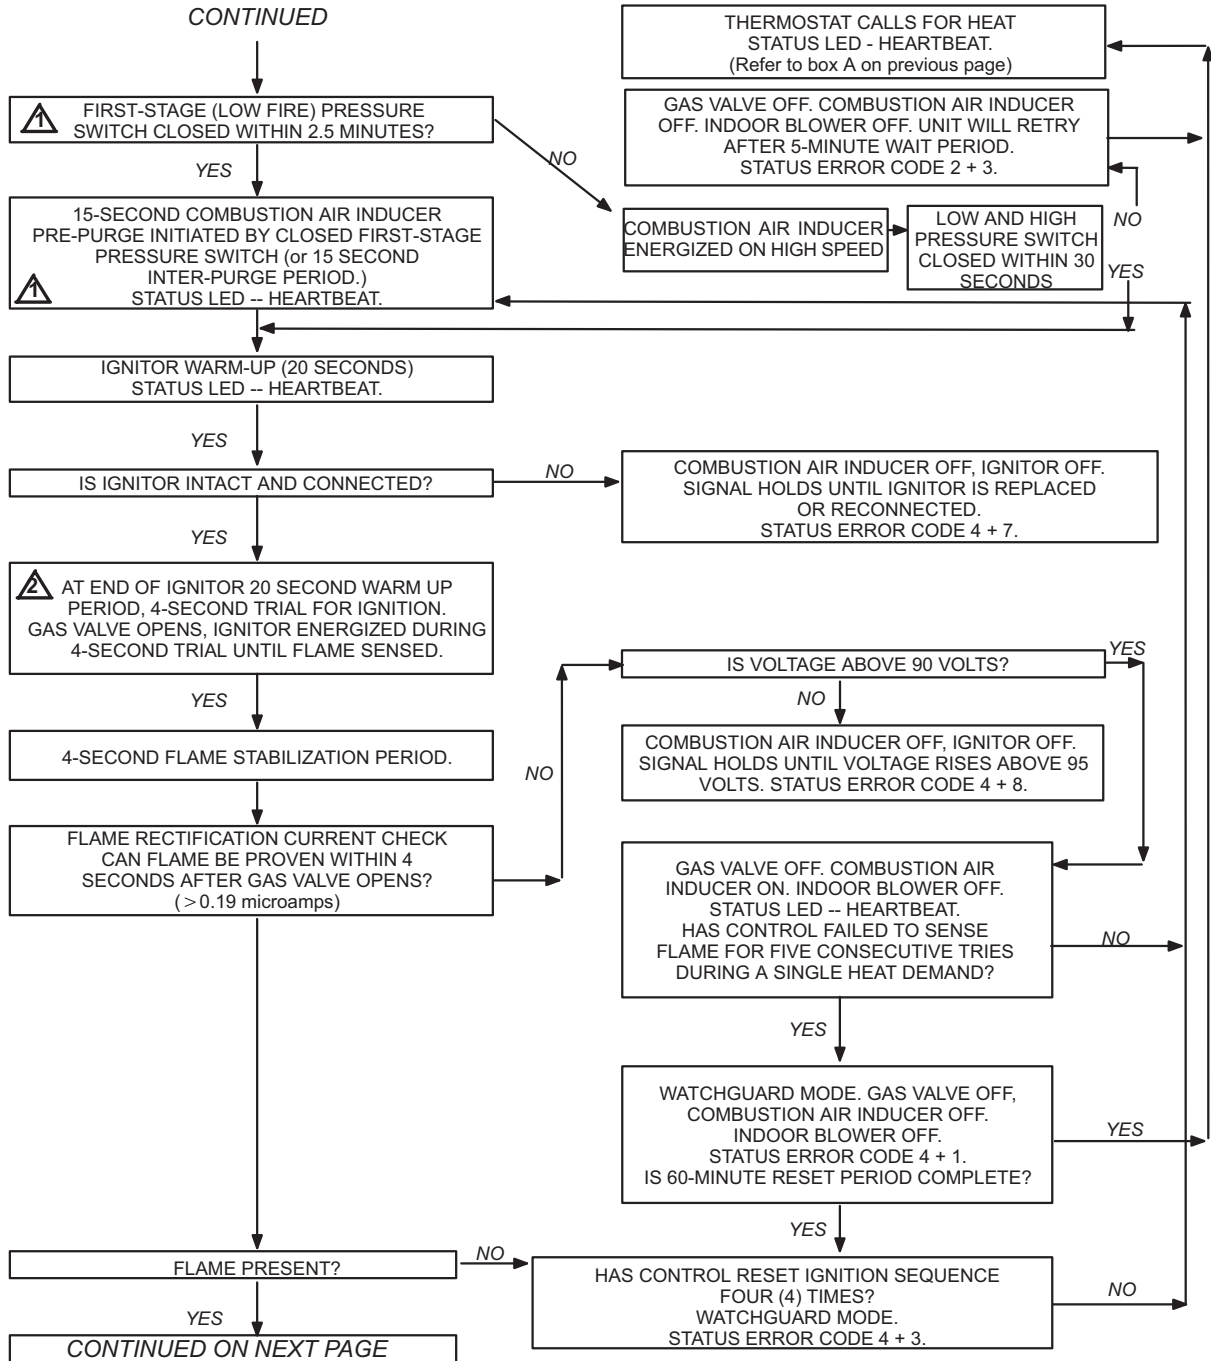 CONTINUED
THERMOSTAT CALLS FOR HEAT
STATUS LED - HEARTBEAT.
(Refer to box A on previous page)
1
FIRST-STAGE (LOW FIRE) PRESSURE
SWITCH CLOSED WITHIN 2.5 MINUTES?
GAS VALVE OFF. COMBUSTION AIR INDUCER
OFF. INDOOR BLOWER OFF. UNIT WILL RETRY
AFTER 5-MINUTE WAIT PERIOD.
STATUS ERROR CODE 2 + 3.
NO
YES
15-SECOND COMBUSTION AIR INDUCER
PRE-PURGE INITIATED BY CLOSED FIRST-STAGE
PRESSURE SWITCH (or 15 SECOND
INTER-PURGE PERIOD.)
1
STATUS LED -- HEARTBEAT.
COMBUSTION AIR INDUCER
ENERGIZED ON HIGH SPEED
LOW AND HIGH
PRESSURE SWITCH
CLOSED WITHIN 30
SECONDS
NO
YES
IGNITOR WARM-UP (20 SECONDS)
STATUS LED -- HEARTBEAT.
YES
IS IGNITOR INTACT AND CONNECTED?
NO
COMBUSTION AIR INDUCER OFF, IGNITOR OFF.
SIGNAL HOLDS UNTIL IGNITOR IS REPLACED
OR RECONNECTED.
STATUS ERROR CODE 4 + 7.
YES
2
AT END OF IGNITOR 20 SECOND WARM UP
PERIOD, 4-SECOND TRIAL FOR IGNITION.
GAS VALVE OPENS, IGNITOR ENERGIZED DURING
4-SECOND TRIAL UNTIL FLAME SENSED.
IS VOLTAGE ABOVE 90 VOLTS?
YES
YES
NO
4-SECOND FLAME STABILIZATION PERIOD.
NO
COMBUSTION AIR INDUCER OFF, IGNITOR OFF.
SIGNAL HOLDS UNTIL VOLTAGE RISES ABOVE 95
VOLTS. STATUS ERROR CODE 4 + 8.
FLAME RECTIFICATION CURRENT CHECK
CAN FLAME BE PROVEN WITHIN 4
SECONDS AFTER GAS VALVE OPENS?
(>0.19 microamps)
GAS VALVE OFF. COMBUSTION AIR
INDUCER ON. INDOOR BLOWER OFF.
STATUS LED -- HEARTBEAT.
HAS CONTROL FAILED TO SENSE
FLAME FOR FIVE CONSECUTIVE TRIES
DURING A SINGLE HEAT DEMAND?
NO
YES
WATCHGUARD MODE. GAS VALVE OFF,
COMBUSTION AIR INDUCER OFF.
INDOOR BLOWER OFF.
STATUS ERROR CODE 4 + 1.
IS 60-MINUTE RESET PERIOD COMPLETE?
YES
YES
FLAME PRESENT?
NO
HAS CONTROL RESET IGNITION SEQUENCE
FOUR (4) TIMES?
WATCHGUARD MODE.
STATUS ERROR CODE 4 + 3.
NO
YES
CONTINUED ON NEXT PAGE